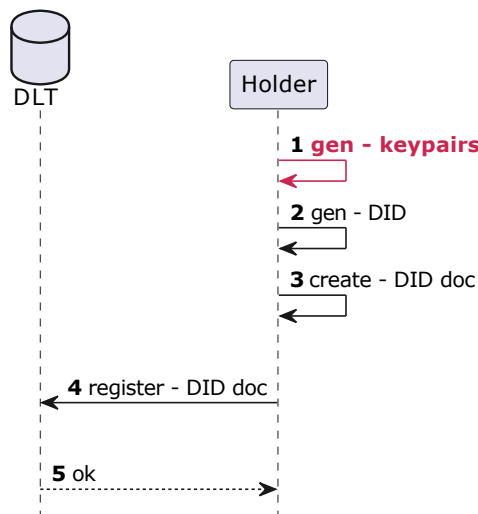 DLT
Holder
1 gen - keypairs
2 gen - DID
3 create - DID doc
4 register - DID doc
5 ok